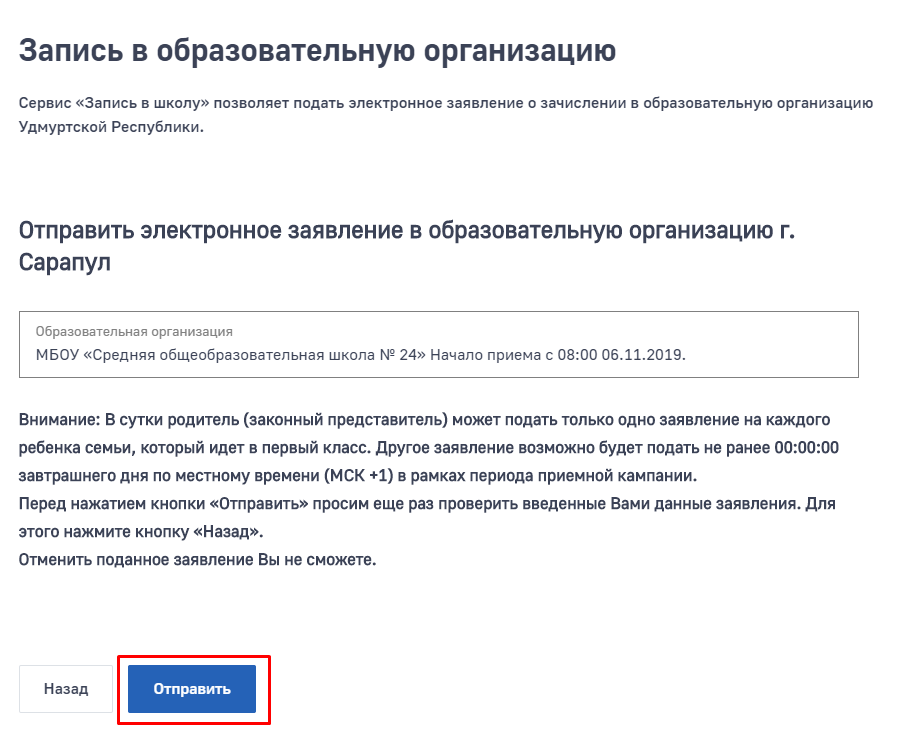 Запись в образовательную организацию
Сервис «Запись в школу» позволяет подать электронное заявление о зачислении в образовательную организацию
Удмуртской Республики.
Отправить электронное заявление в образовательную организацию г.
Сарапул
Образовательная организация
МБОУ «Средняя общеобразовательная школа № 24» Начало приема с 08:00 06.11.2019.
Внимание: В сутки родитель (законный представитель) может подать только одно заявление на каждого
ребенка семьи, который идет в первый класс. Другое заявление возможно будет подать не ранее 00:00:00
завтрашнего дня по местному времени (МСК +1) в рамках периода приемной кампании.
Перед нажатием кнопки «Отправить» просим еще раз проверить введенные Вами данные заявления. Для
этого нажмите кнопку «Назад».
Отменить поданное заявление Вы не сможете.
Назад
Отправить